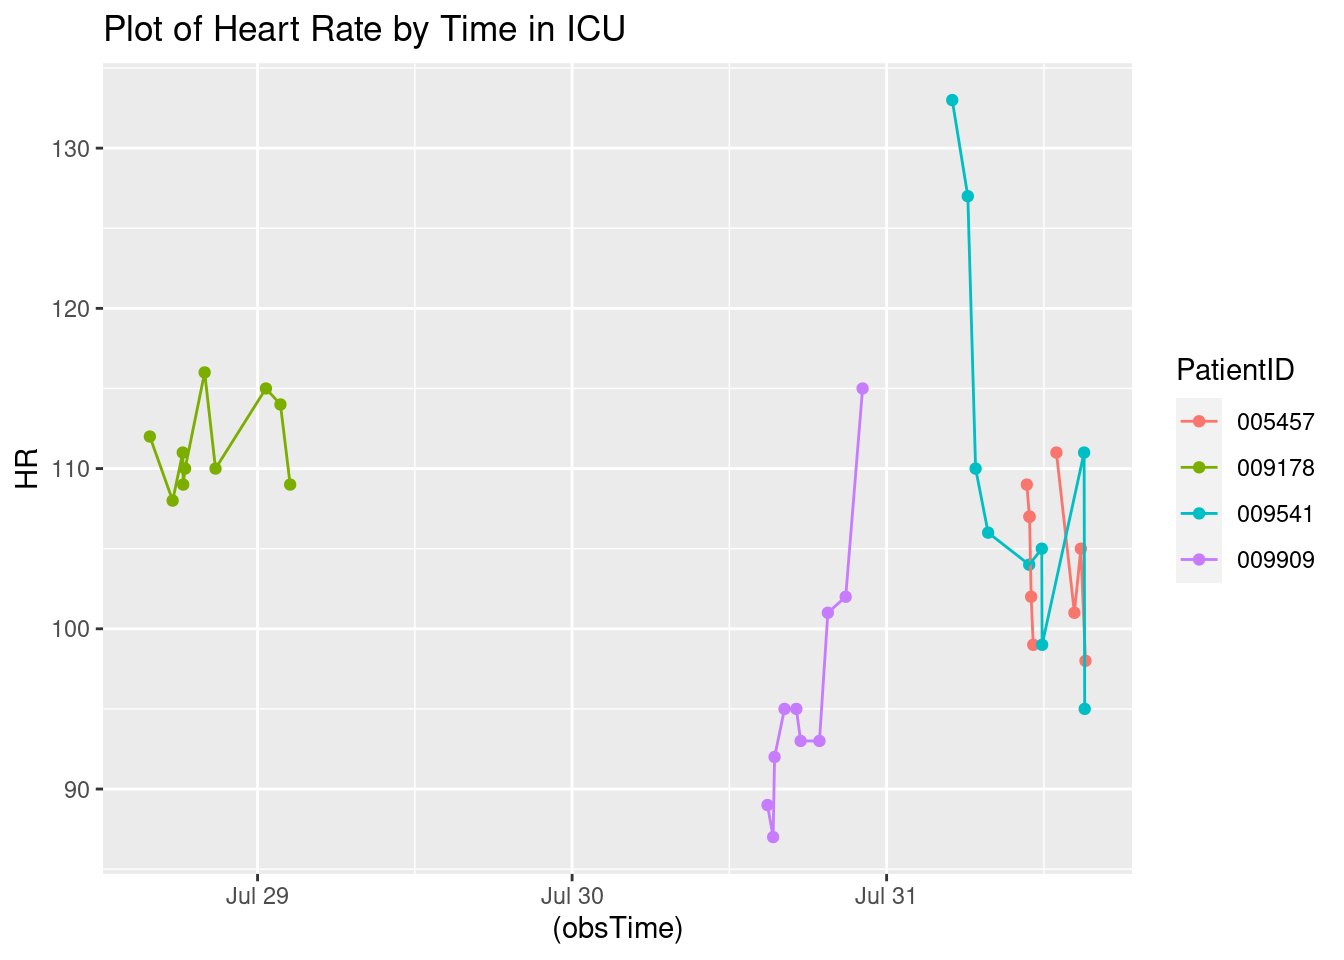 Plot of Heart Rate by Time in ICU
130
120
110
100
90
HR
Jul 29
Jul 30
Jul 31
(obsTime)
PatientID
005457
009178
009541
009909